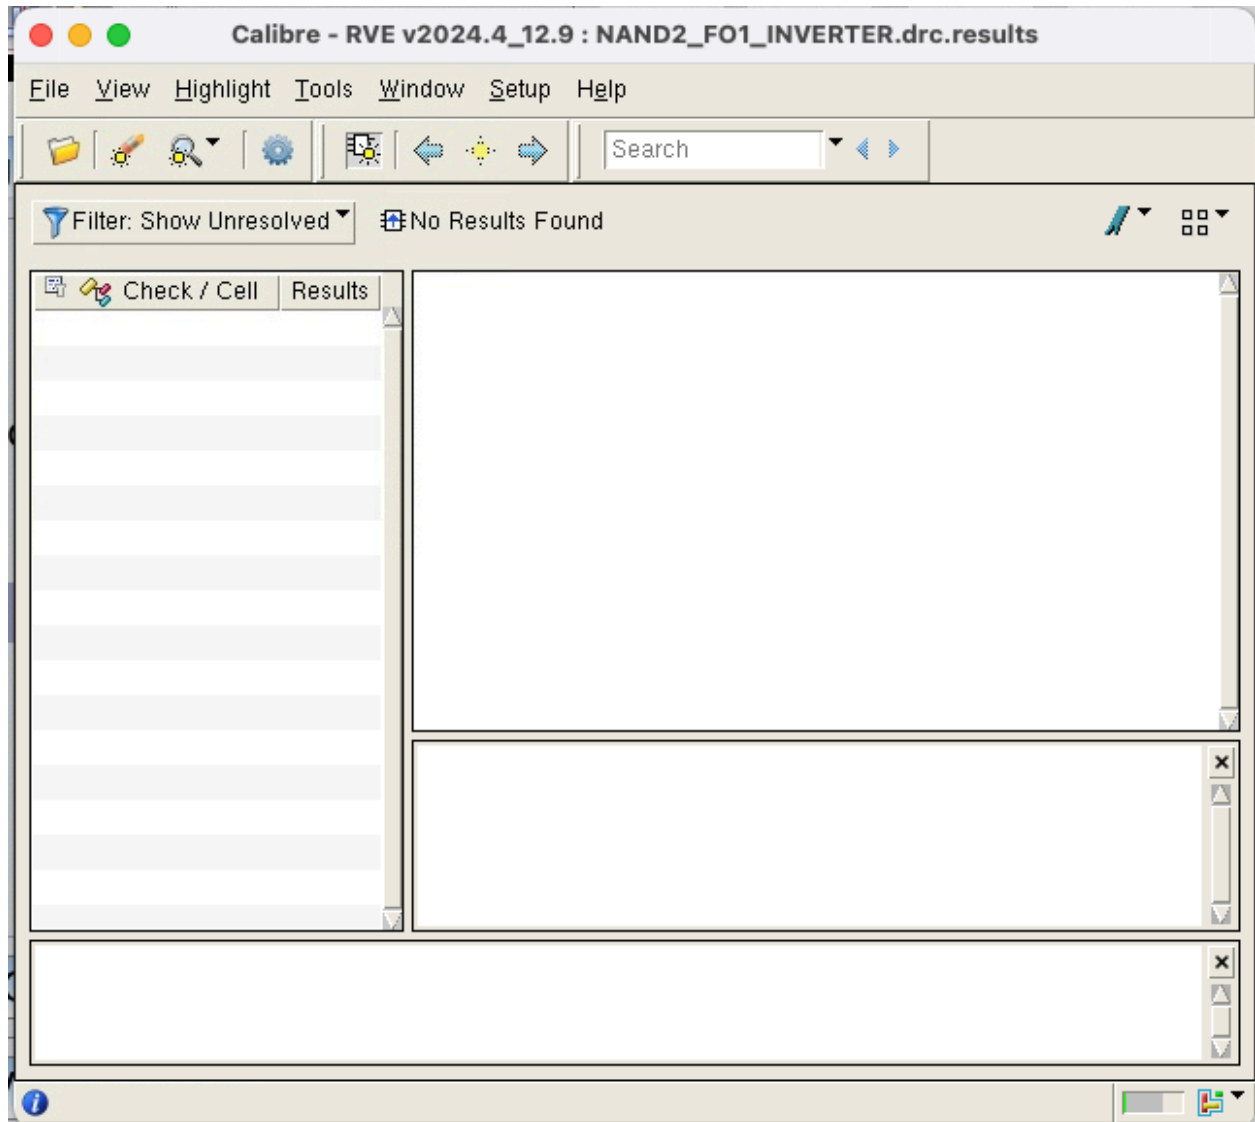 Calibre - RVE v2024.4_12.9 : NAND2_FO1_INVERTER.drc.results
File View Highlight Tools Window Setup Help
Search
Filter: Show Unresolved No Results Found
Check / Cell Results